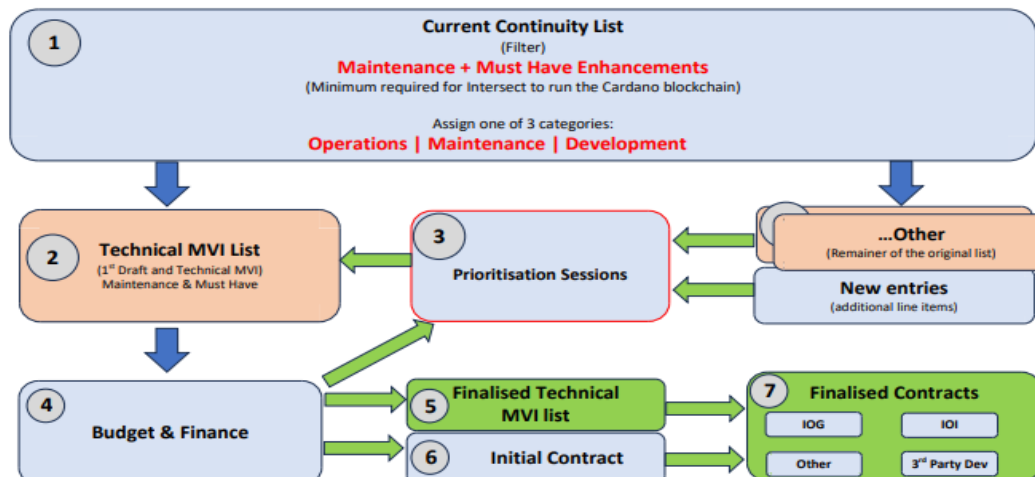 1
Current Continuity List
(Filter)
Maintenance + Must Have Enhancements
(Minimum required for Intersect to run the Cardano blockchain)
Assign one of 3 categories:
Operations | Maintenance | Development
2
Technical MVI List
(1st Draft and Technical MVI)
Maintenance & Must Have
3
Prioritisation Sessions
...Other
(Remainder of the original list)
New entries
(additional line items)
4
Budget & Finance
5
Finalised Technical
MVI list
6
Initial Contract
7
Finalised Contracts
IOG
IOI
Other
3rd Party Dev